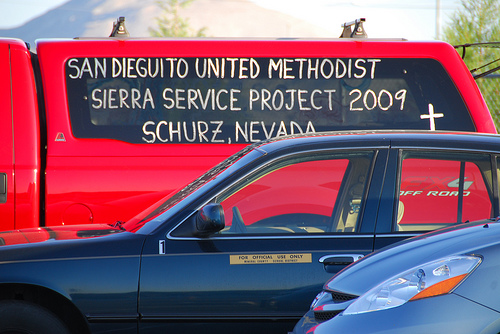 SAN DIEGUITO UNITED METHODIST
SIERRA SERVICE PROJECT 2009
SCHURZ, NEVADA
OFF ROAD
FOR OFFICIAL USE ONLY